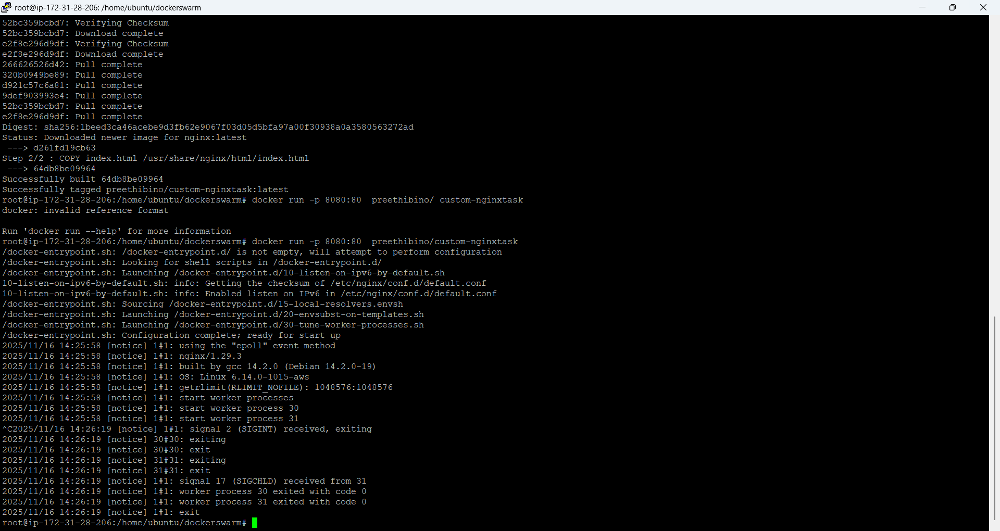 root@ip-172-31-28-206: /home/ubuntu/dockerswarm
52bc359bcbd7: Verifying Checksum
52bc359bcbd7: Download complete
e2f8e296d9df: Verifying Checksum
e2f8e296d9df: Download complete
266626526d42: Pull complete
320b0949be89: Pull complete
d921c57c6a81: Pull complete
9def903993e4: Pull complete
52bc359bcbd7: Pull complete
e2f8e296d9df: Pull complete
Digest: sha256:1beed3ca46acebe9d3fb62e9067f03d05d5bfa97a00f30938a0a3580563272ad
Status: Downloaded newer image for nginx:latest
 ---> d261fd19cb63
Step 2/2 : COPY index.html /usr/share/nginx/html/index.html
 ---> 64db8be09964
Successfully built 64db8be09964
Successfully tagged preethibino/custom-nginxtask:latest
root@ip-172-31-28-206:/home/ubuntu/dockerswarm# docker run -p 8080:80  preethibino/ custom-nginxtask
docker: invalid reference format
Run 'docker run --help' for more information
root@ip-172-31-28-206:/home/ubuntu/dockerswarm# docker run -p 8080:80  preethibino/custom-nginxtask
/docker-entrypoint.sh: /docker-entrypoint.d/ is not empty, will attempt to perform configuration
/docker-entrypoint.sh: Looking for shell scripts in /docker-entrypoint.d/
/docker-entrypoint.sh: Launching /docker-entrypoint.d/10-listen-on-ipv6-by-default.sh
10-listen-on-ipv6-by-default.sh: info: Getting the checksum of /etc/nginx/conf.d/default.conf
10-listen-on-ipv6-by-default.sh: info: Enabled listen on IPv6 in /etc/nginx/conf.d/default.conf
/docker-entrypoint.sh: Sourcing /docker-entrypoint.d/15-local-resolvers.envsh
/docker-entrypoint.sh: Launching /docker-entrypoint.d/20-envsubst-on-templates.sh
/docker-entrypoint.sh: Launching /docker-entrypoint.d/30-tune-worker-processes.sh
/docker-entrypoint.sh: Configuration complete; ready for start up
2025/11/16 14:25:58 [notice] 1#1: using the "epoll" event method
2025/11/16 14:25:58 [notice] 1#1: nginx/1.29.3
2025/11/16 14:25:58 [notice] 1#1: built by gcc 14.2.0 (Debian 14.2.0-19)
2025/11/16 14:25:58 [notice] 1#1: OS: Linux 6.14.0-1015-aws
2025/11/16 14:25:58 [notice] 1#1: getrlimit(RLIMIT_NOFILE): 1048576:1048576
2025/11/16 14:25:58 [notice] 1#1: start worker processes
2025/11/16 14:25:58 [notice] 1#1: start worker process 30
2025/11/16 14:25:58 [notice] 1#1: start worker process 31
^C2025/11/16 14:26:19 [notice] 1#1: signal 2 (SIGINT) received, exiting
2025/11/16 14:26:19 [notice] 30#30: exiting
2025/11/16 14:26:19 [notice] 30#30: exit
2025/11/16 14:26:19 [notice] 31#31: exiting
2025/11/16 14:26:19 [notice] 31#31: exit
2025/11/16 14:26:19 [notice] 1#1: signal 17 (SIGCHLD) received from 31
2025/11/16 14:26:19 [notice] 1#1: worker process 30 exited with code 0
2025/11/16 14:26:19 [notice] 1#1: worker process 31 exited with code 0
2025/11/16 14:26:19 [notice] 1#1: exit
root@ip-172-31-28-206:/home/ubuntu/dockerswarm#